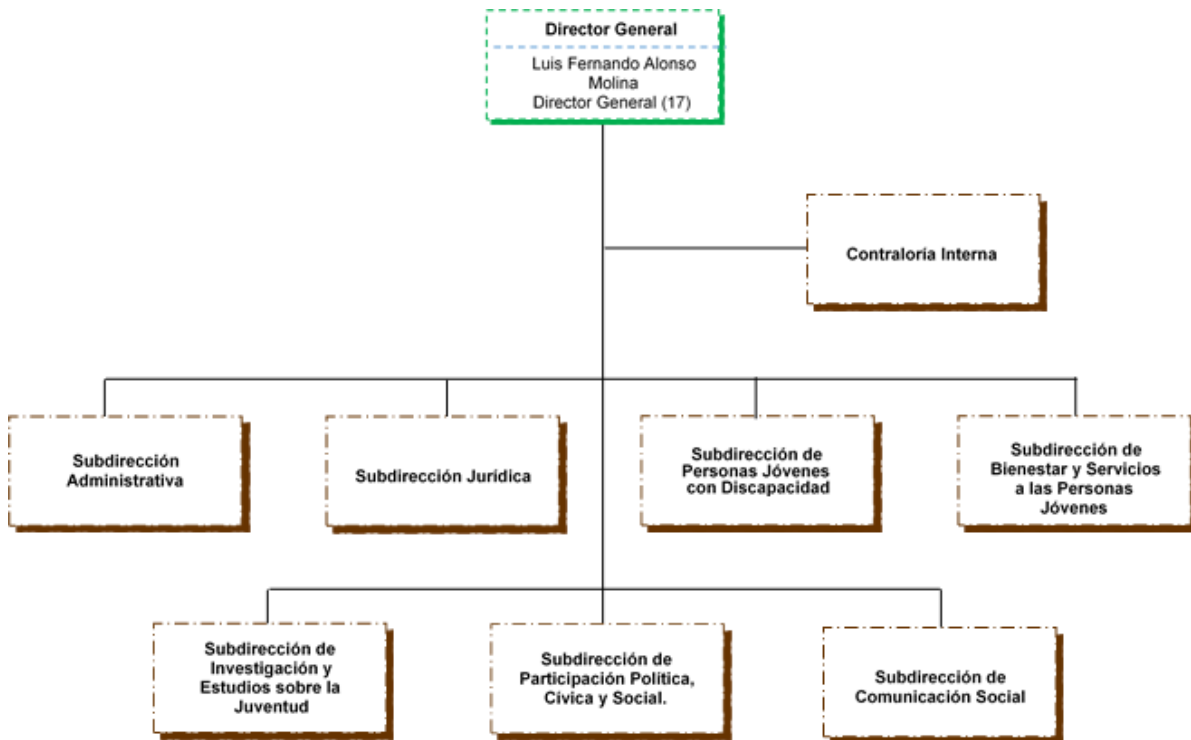 Director General
Luis Fernando Alonso
Molina
Director General (17)
Contraloría Interna
Subdirección
Administrativa
Subdirección Jurídica
Subdirección de
Personas Jóvenes
con Discapacidad
Subdirección de
Bienestar y Servicios
a las Personas
Jóvenes
Subdirección de
Investigación y
Estudios sobre la
Juventud
Subdirección de
Participación Política,
Cívica y Social.
Subdirección de
Comunicación Social